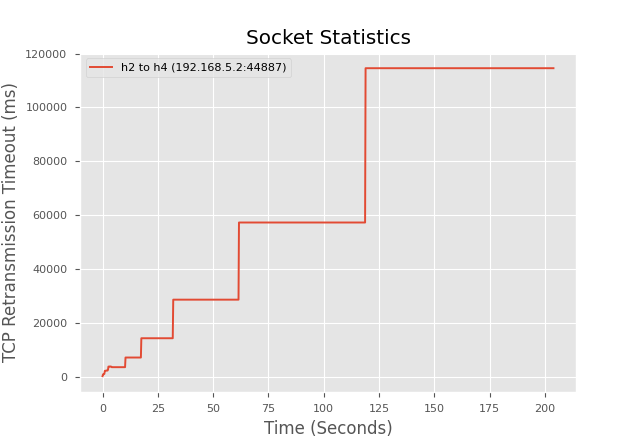 Socket Statistics
h2 to h4 (192.168.5.2:44887)
TCP Retransmission Timeout (ms)
120000
100000
80000
60000
40000
20000
0
0 25 50 75 100 125 150 175 200
Time (Seconds)